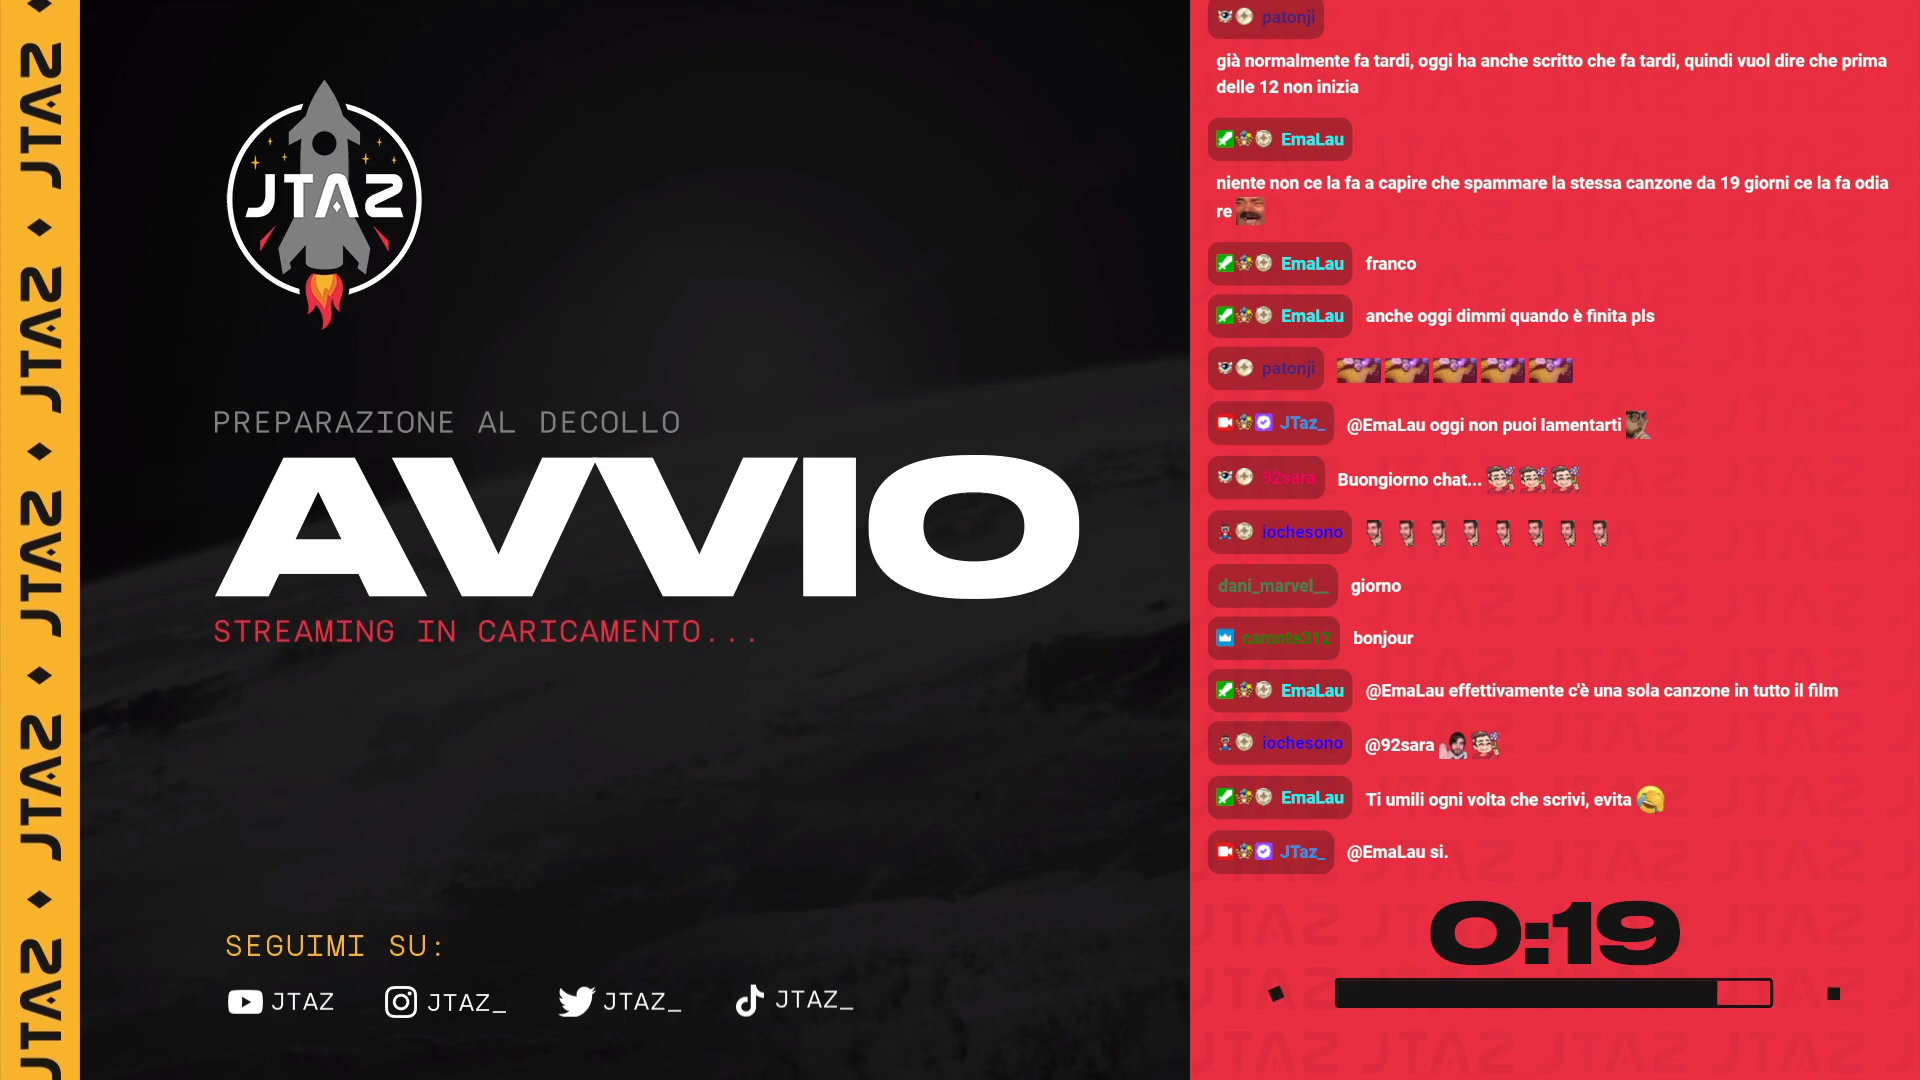 JTAZ
JTAZ
JTAZ
JTAZ
JTAZ
JTAZ
PREPARAZIONE AL DECOLLO
AVVIO
STREAMING IN CARICAMENTO...
SEGUIMI SU:
JTAZ
JTAZ_
JTAZ_
JTAZ_
patonji
già normalmente fa tardi, oggi ha anche scritto che fa tardi, quindi vuol dire che prima
delle 12 non inizia
EmaLau
niente non ce la fa a capire che spammare la stessa canzone da 19 giorni ce la fa odia
re
EmaLau franco
EmaLau anche oggi dimmi quando è finita pls
patonji
JTaz_ @EmaLau oggi non puoi lamentarti
92sara Buongiorno chat...
iochesono
dani_marvel__ giorno
caronte312 bonjour
EmaLau @EmaLau effettivamente c'è una sola canzone in tutto il film
iochesono @92sara
EmaLau Ti umili ogni volta che scrivi, evita
JTaz_ @EmaLau si.
0:19